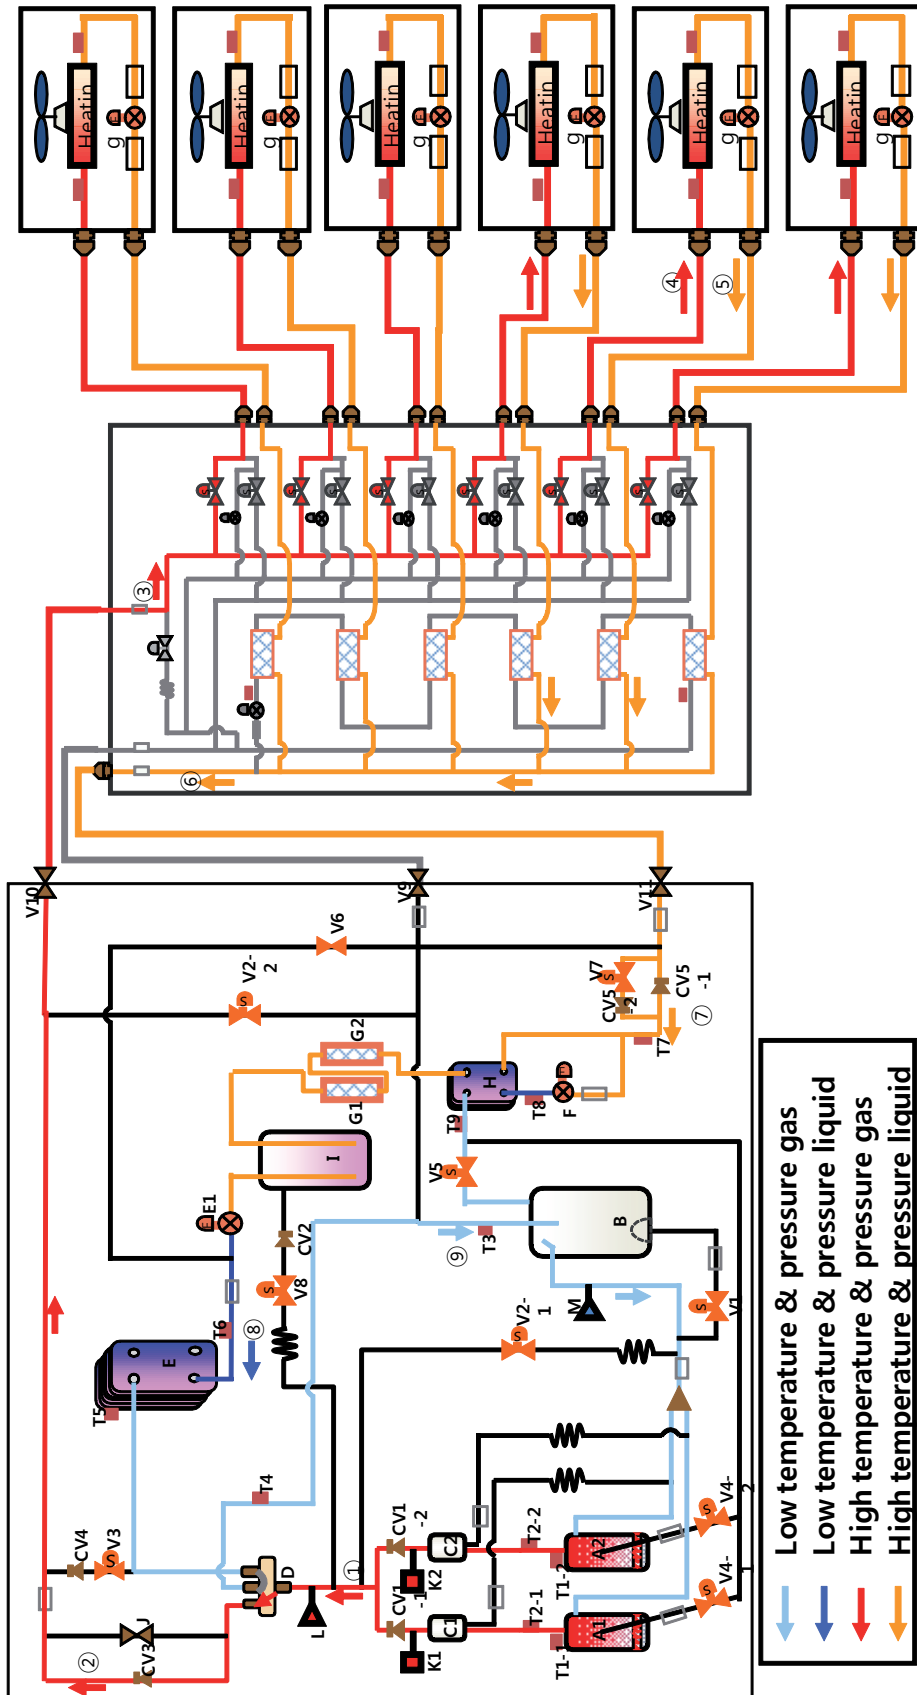 Heatin
g
E
Heatin
g
E
Heatin
g
E
Heatin
g
E
Heatin
g
E
Heatin
g
E
④
⑤
S
S
S
S
S
S
S
S
S
S
S
S
③
⑥
V10
V9
V11
V6
V2-
2
S
V7
S
CV5
-2
CV5
-1
⑦
T7
G2
G1
H
T9
T8
F
E
E1
E
I
V5
S
CV2
V8
S
T3
⑨
B
T6
⑧
E
T5
V2-
1
S
M
V1
S
T4
CV4
V3
S
D
①
L
CV1
-2
CV1
-1
K2
K1
C2
C1
T2-2
T2-1
T1-2
T1-1
A2
A1
V4-
2
S
V4-
1
S
J
CV3
②
Low temperature & pressure gas
Low temperature & pressure liquid
High temperature & pressure gas
High temperature & pressure liquid